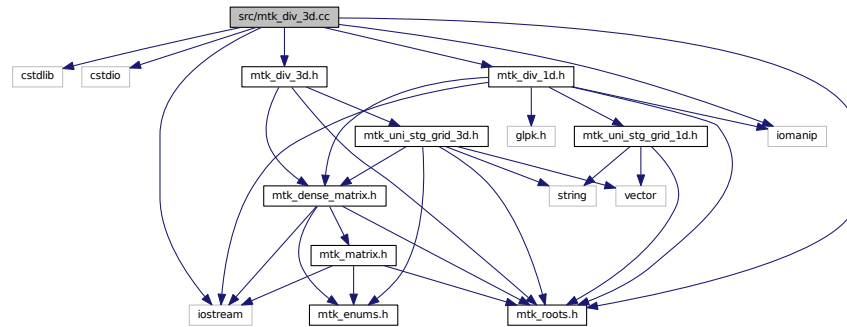 src/mtk_div_3d.cc
cstdlib
cstdio
mtk_div_3d.h
mtk_div_1d.h
mtk_uni_stg_grid_3d.h
glpk.h
mtk_uni_stg_grid_1d.h
iomanip
mtk_dense_matrix.h
string
vector
mtk_matrix.h
iostream
mtk_enums.h
mtk_roots.h